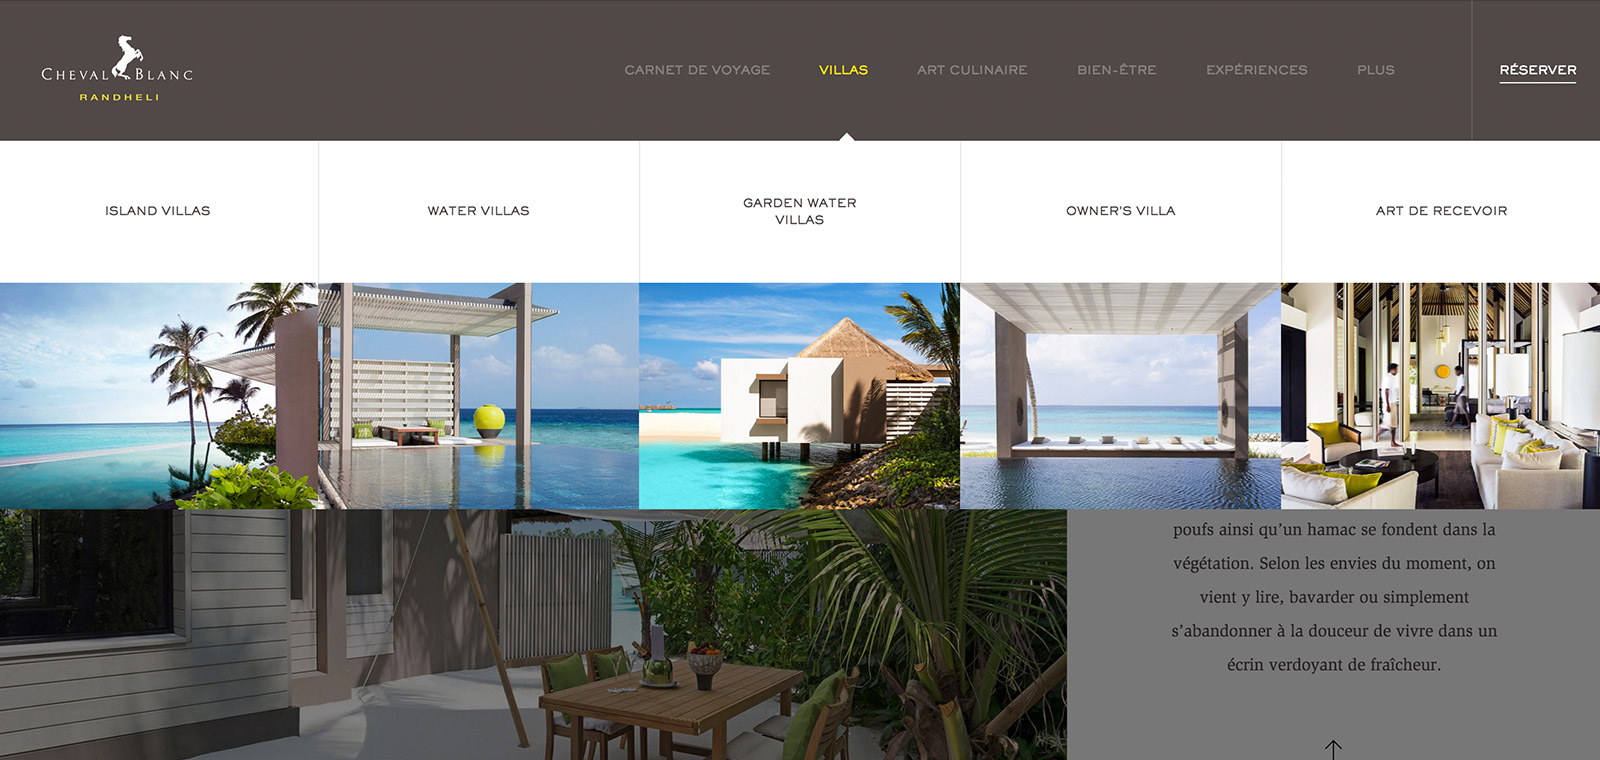 CHEVAL BLANC
RANDHELI
CARNET DE VOYAGE
VILLAS
ART CULINAIRE
BIEN-ÊTRE
EXPÉRIENCES
PLUS
RÉSERVER
ISLAND VILLAS
WATER VILLAS
GARDEN WATER
VILLAS
OWNER'S VILLA
ART DE RECEVOIR
poufs ainsi qu’un hamac se fondent dans la
végétation. Selon les envies du moment, on
vient y lire, bavarder ou simplement
s’abandonner à la douceur de vivre dans un
écrin verdoyant de fraîcheur.